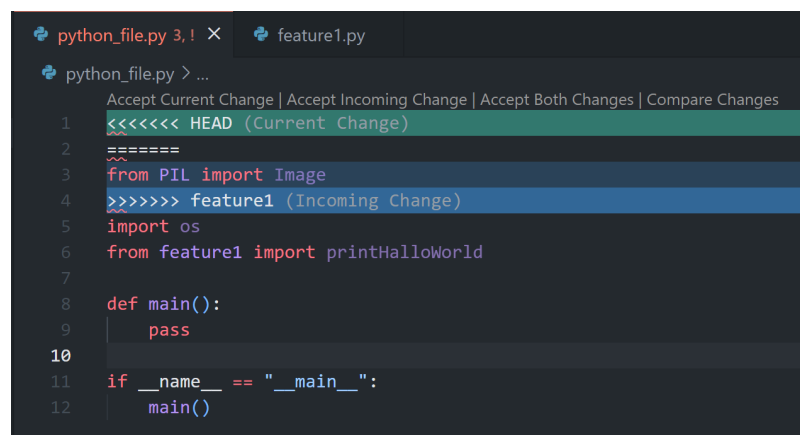 python_file.py 3, ! × feature1.py
python_file.py > ...
Accept Current Change | Accept Incoming Change | Accept Both Changes | Compare Changes
1 <<<<<<< HEAD (Current Change)
2 =======
3 from PIL import Image
4 >>>>>>> feature1 (Incoming Change)
5 import os
6 from feature1 import printHalloWorld
7
8 def main():
9 pass
10
11 if __name__ == "__main__":
12 main()